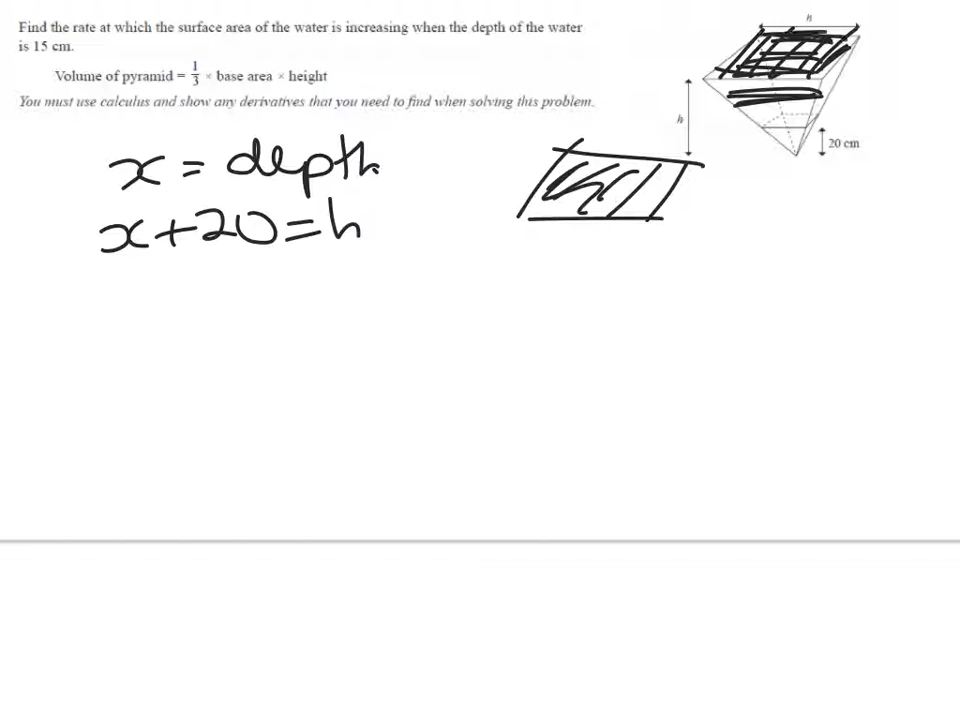 Find the rate at which the surface area of the water is increasing when the depth of the water
is 15 cm.
Volume of pyramid = 1/3 × base area × height
You must use calculus and show any derivatives that you need to find when solving this problem.
h
h
20 cm
x = depth
x+20=h